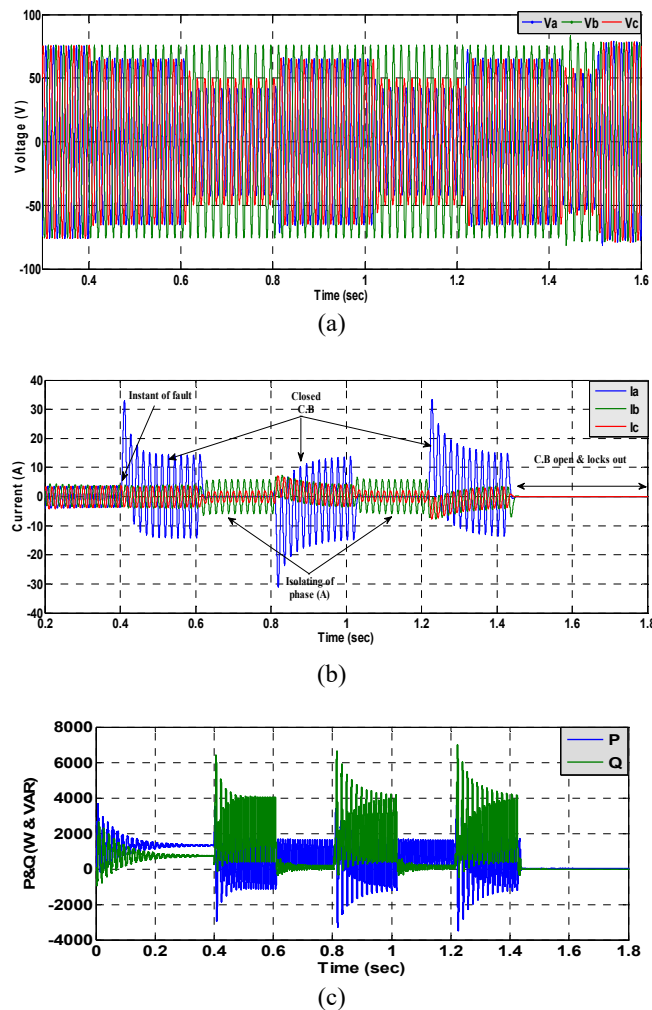 Va Vb Vc
100
50
0
-50
-100
Voltage (V)
0.4 0.6 0.8 1 1.2 1.4 1.6
Time (sec)
(a)
40
30
20
10
0
-10
-20
-30
-40
Current (A)
Instant of fault
Closed
C.B
Ia
Ib
Ic
C.B open & locks out
Isolating of
phase (A)
0.2 0.4 0.6 0.8 1 1.2 1.4 1.6 1.8
Time (sec)
(b)
8000
6000
4000
2000
0
-2000
-4000
P&Q(W & VAR)
P
Q
0 0.2 0.4 0.6 0.8 1 1.2 1.4 1.6 1.8
Time (sec)
(c)